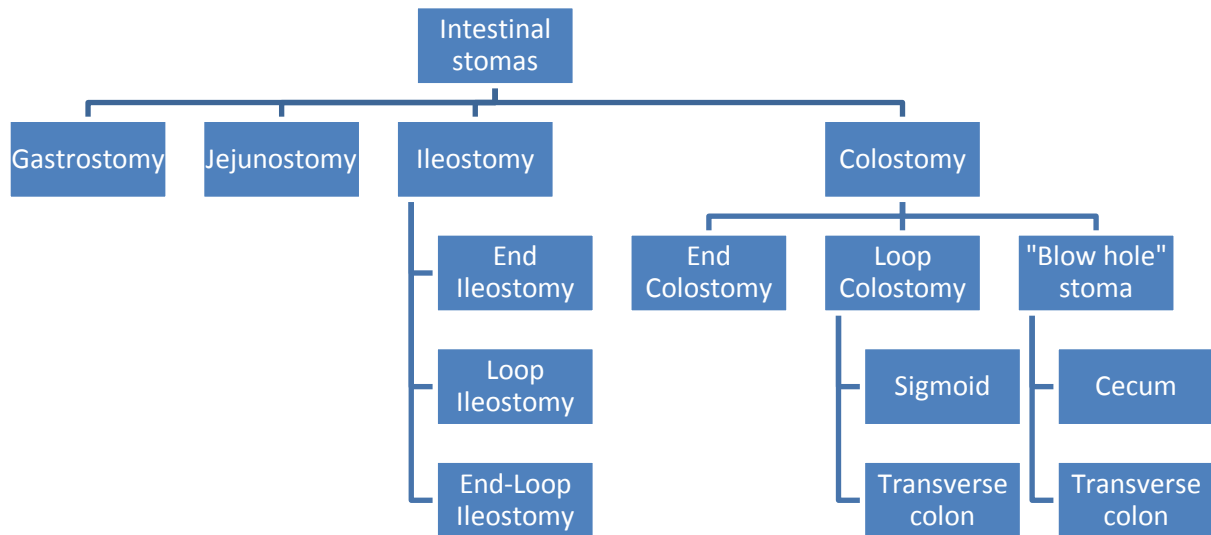 Intestinal
stomas
Gastrostomy
Jejunostomy
Ileostomy
Colostomy
End
Ileostomy
Loop
Ileostomy
End-Loop
Ileostomy
End
Colostomy
Loop
Colostomy
Sigmoid
Transverse
colon
"Blow hole"
stoma
Cecum
Transverse
colon